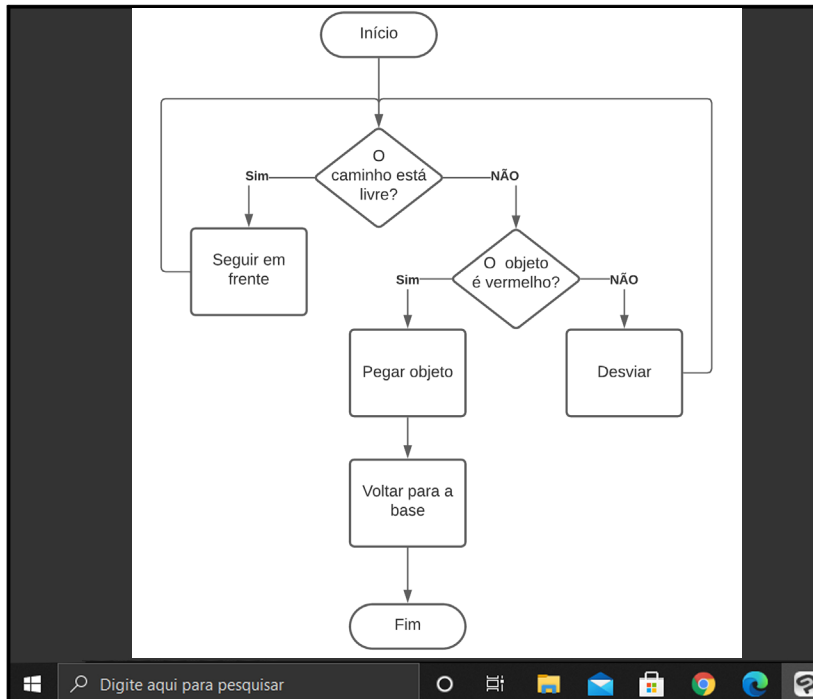 Início
O
caminho está
livre?
Sim
NÃO
Seguir em
frente
O objeto
é vermelho?
Sim
NÃO
Pegar objeto
Desviar
Voltar para a
base
Fim
Digite aqui para pesquisar